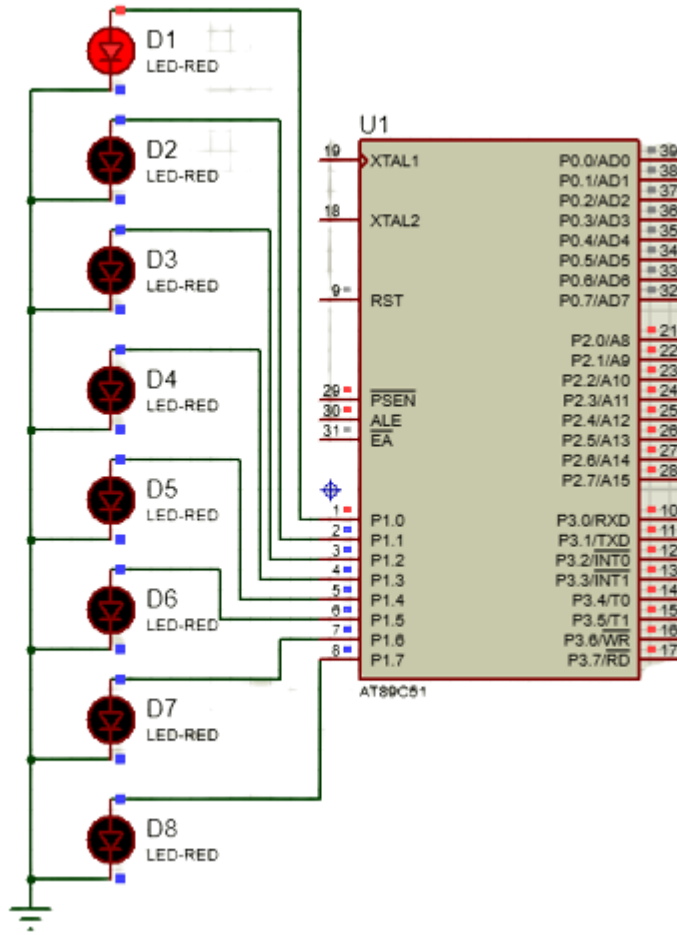 D1
LED-RED
D2
LED-RED
D3
LED-RED
D4
LED-RED
D5
LED-RED
D6
LED-RED
D7
LED-RED
D8
LED-RED
U1
19 XTAL1
18 XTAL2
9 RST
29 PSEN
30 ALE
31 EA
1 P1.0
2 P1.1
3 P1.2
4 P1.3
5 P1.4
6 P1.5
7 P1.6
8 P1.7
P0.0/AD0 39
P0.1/AD1 38
P0.2/AD2 37
P0.3/AD3 36
P0.4/AD4 35
P0.5/AD5 34
P0.6/AD6 33
P0.7/AD7 32
P2.0/A8 21
P2.1/A9 22
P2.2/A10 23
P2.3/A11 24
P2.4/A12 25
P2.5/A13 26
P2.6/A14 27
P2.7/A15 28
P3.0/RXD 10
P3.1/TXD 11
P3.2/INT0 12
P3.3/INT1 13
P3.4/T0 14
P3.5/T1 15
P3.6/WR 16
P3.7/RD 17
AT89C51